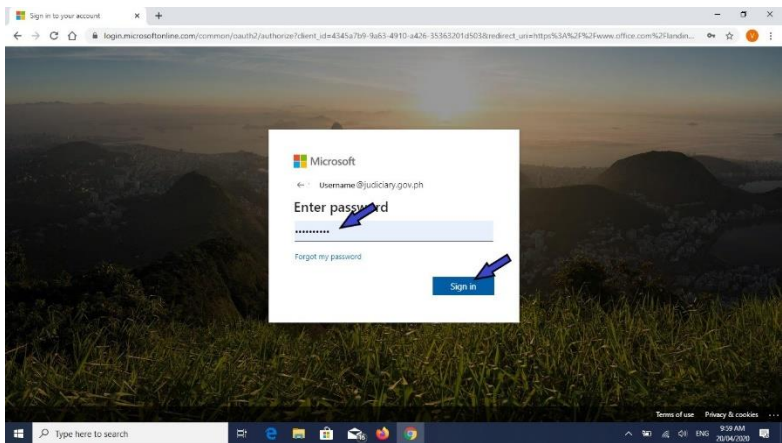 Sign in to your account
login.microsoftonline.com/common/oauth2/authorize?client_id=4345a7b9-9a63-4910-a426-35363201d503&redirect_uri=https%3A%2F%2Fwww.office.com%2Flandin...
V
Microsoft
Username@judiciary.gov.ph
Enter password
Forgot my password
Sign in
Terms of use Privacy & cookies ...
Type here to search
ENG
9:59 AM
20/04/2020